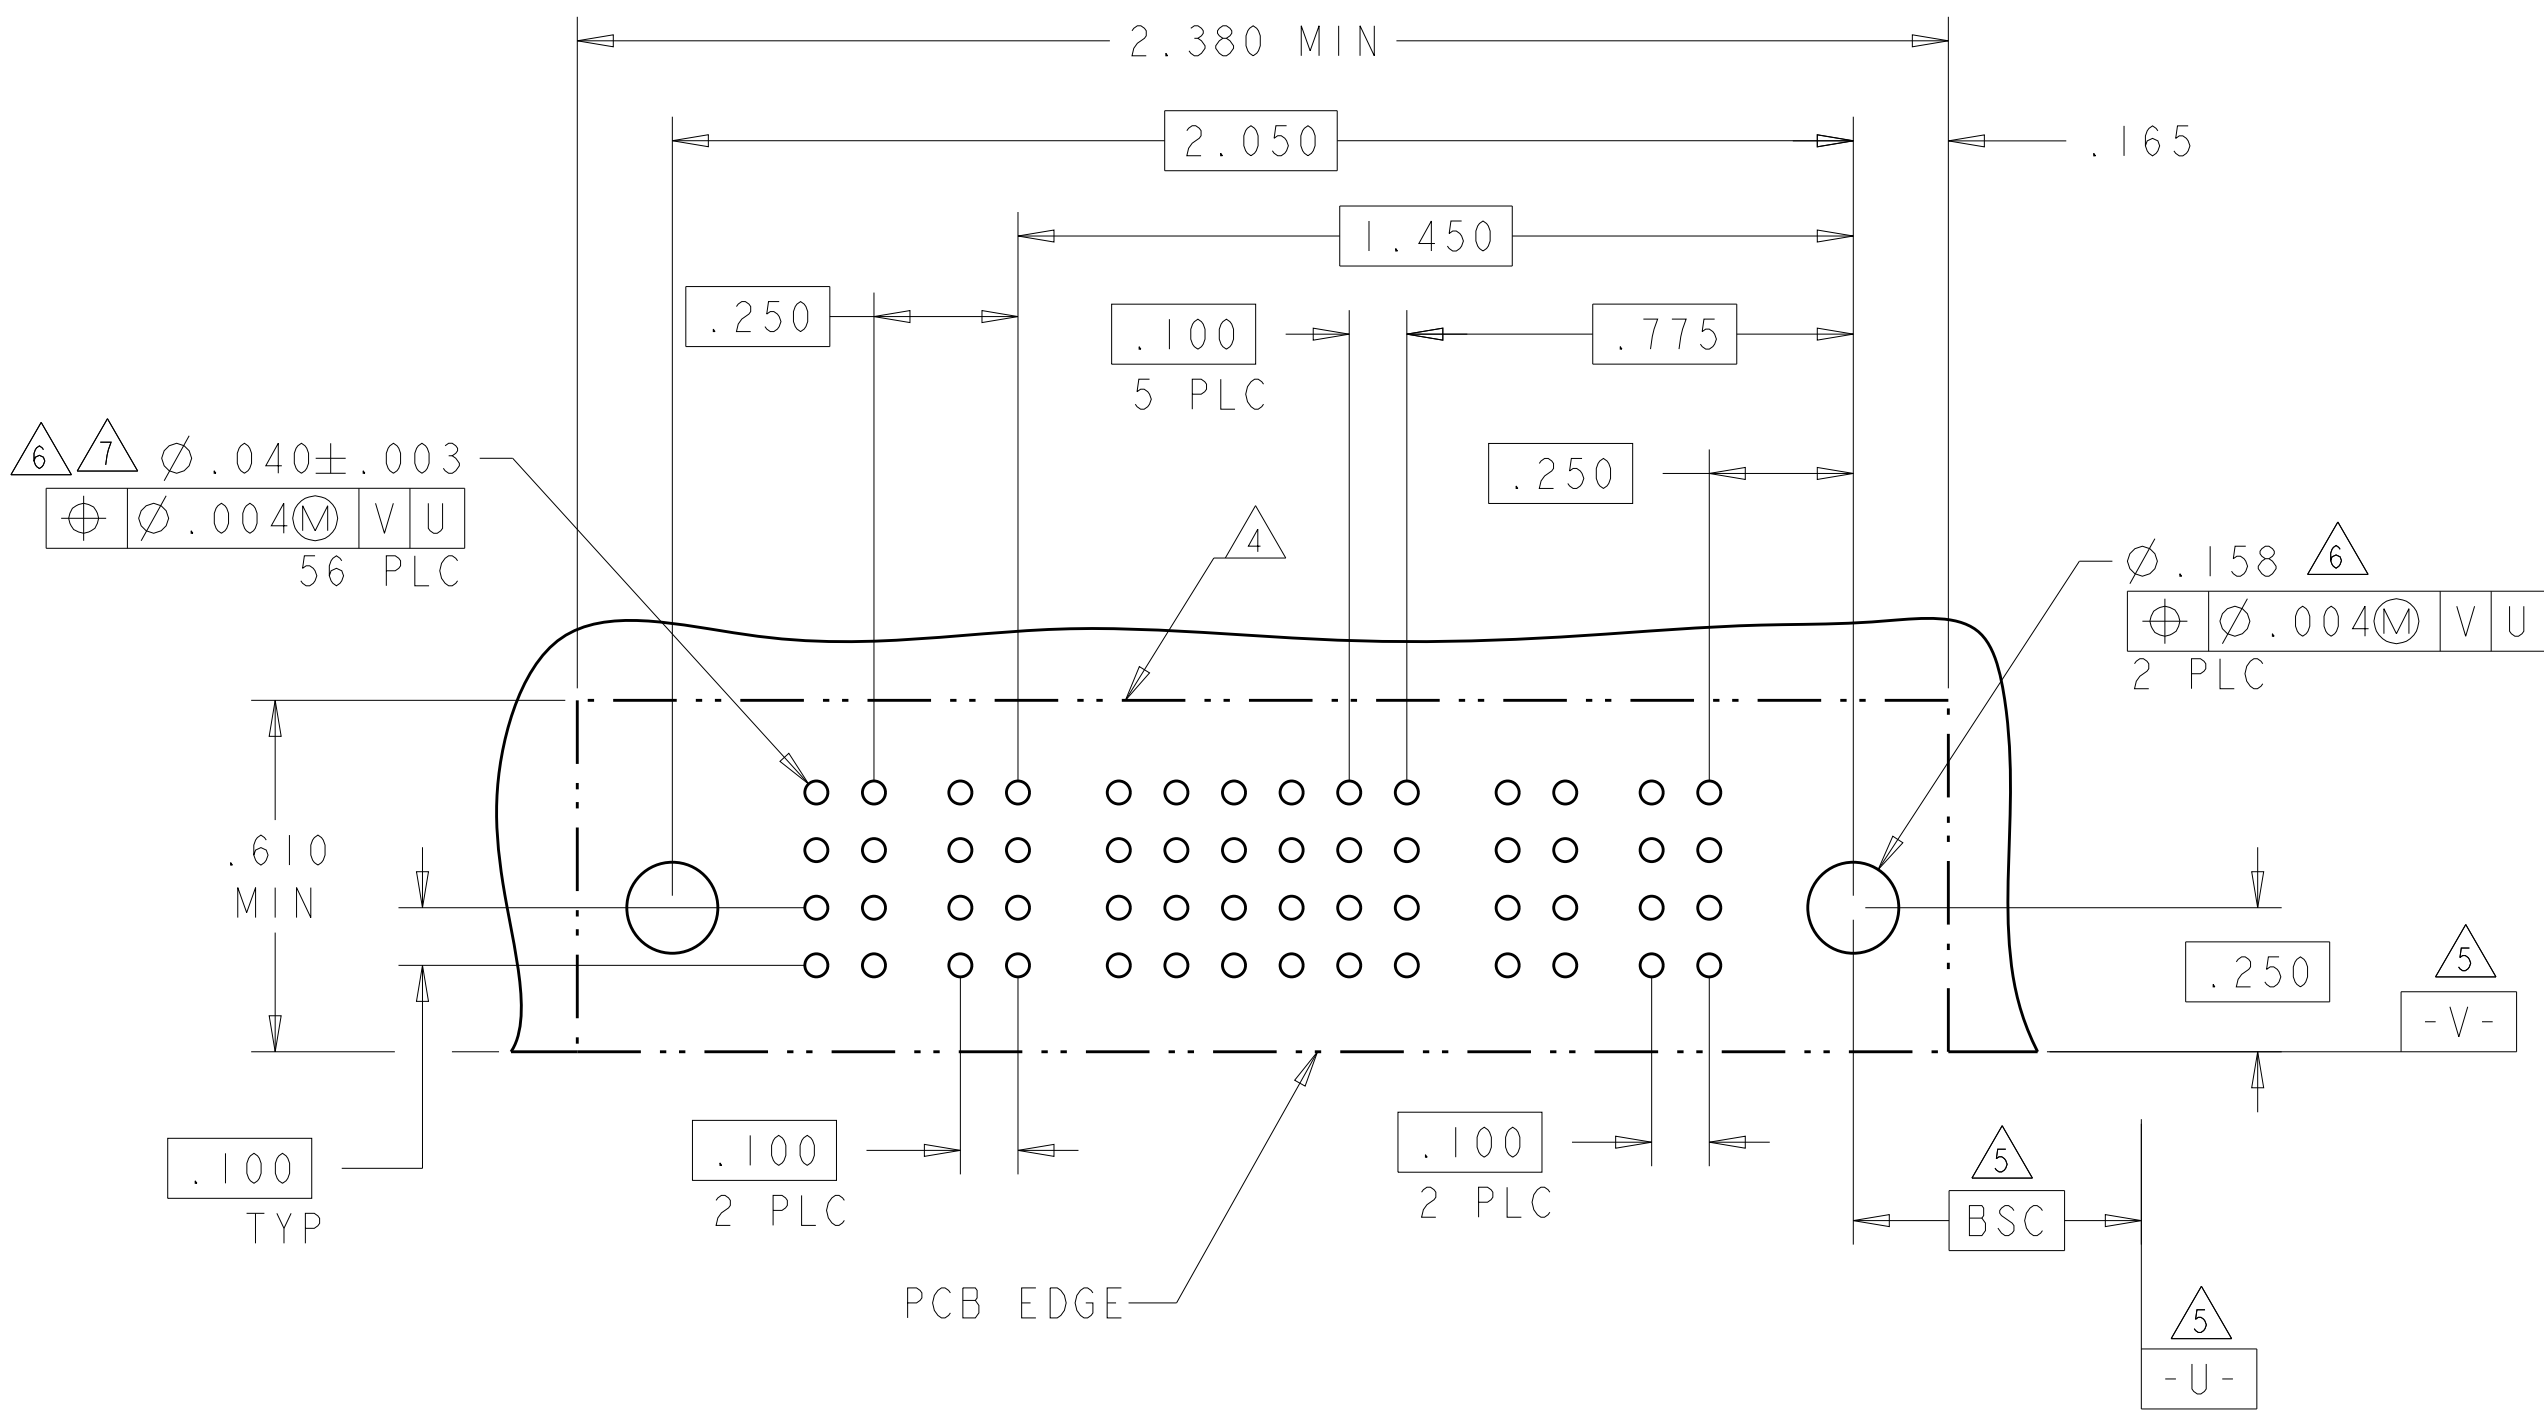 2.380 MIN
2.050
.165
1.450
.250
.100
5 PLC
.775
6 7 Ø.040±.003
⌖ Ø.004Ⓜ V U
56 PLC
.250
4
Ø.158 6
⌖ Ø.004Ⓜ V U
2 PLC
.610
MIN
.250
5
-V-
.100
TYP
.100
2 PLC
.100
2 PLC
5
BSC
PCB EDGE
5
-U-